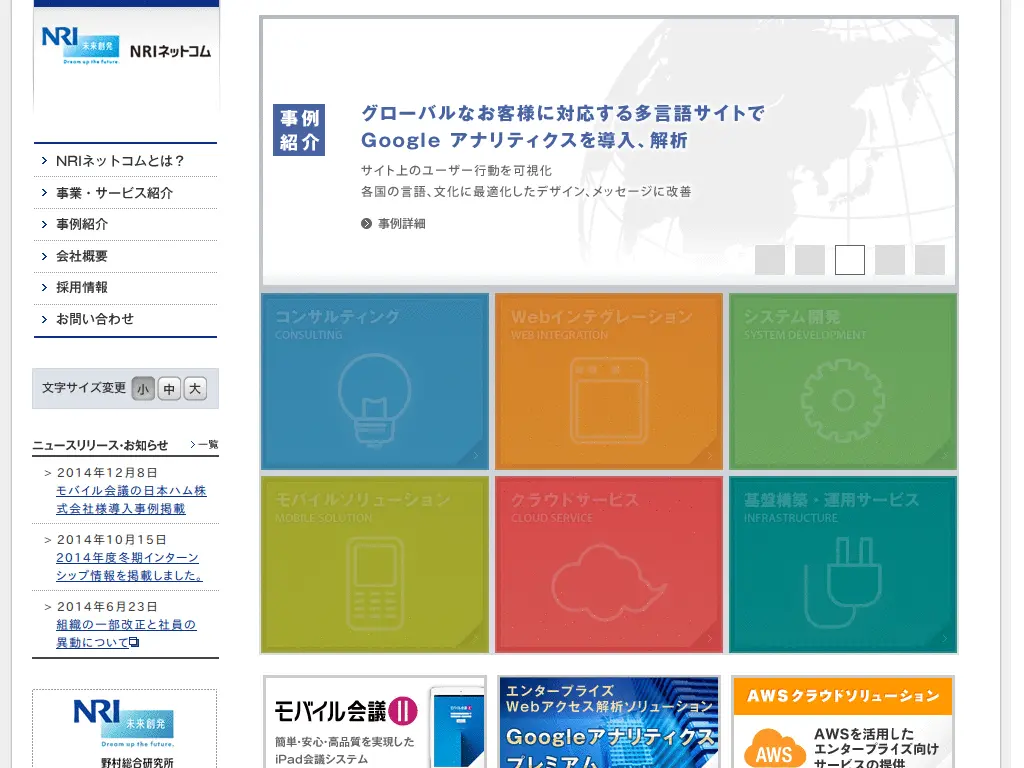 NRI 未来創発
Dream up the future.
NRIネットコム
NRIネットコムとは？
事業・サービス紹介
事例紹介
会社概要
採用情報
お問い合わせ
文字サイズ変更 小 中 大
ニュースリリース・お知らせ 一覧
> 2014年12月8日
モバイル会議の日本ハム株
式会社様導入事例掲載
> 2014年10月15日
2014年度冬期インターン
シップ情報を掲載しました。
> 2014年6月23日
組織の一部改正と社員の
異動について
NRI 未来創発
Dream up the future.
野村総合研究所
事例
紹介
グローバルなお客様に対応する多言語サイトで
Google アナリティクスを導入、解析
サイト上のユーザー行動を可視化
各国の言語、文化に最適化したデザイン、メッセージに改善
事例詳細
コンサルティング
CONSULTING
Webインテグレーション
WEB INTEGRATION
システム開発
SYSTEM DEVELOPMENT
モバイルソリューション
MOBILE SOLUTION
クラウドサービス
CLOUD SERVICE
基盤構築・運用サービス
INFRASTRUCTURE
モバイル会議 II
簡単・安心・高品質を実現した
iPad会議システム
エンタープライズ
Webアクセス解析ソリューション
Googleアナリティクス
プレミアム
AWSクラウドソリューション
AWS
AWSを活用した
エンタープライズ向け
サービスの提供